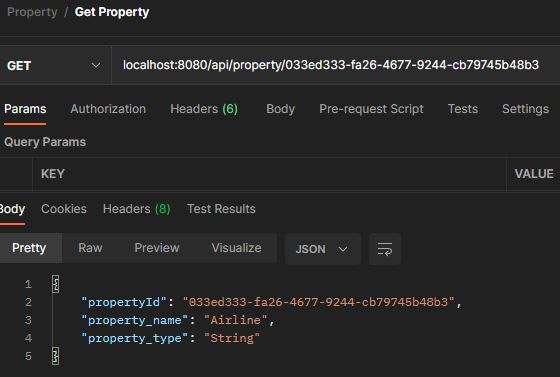 Property / Get Property
GET localhost:8080/api/property/033ed333-fa26-4677-9244-cb79745b48b3
Params Authorization Headers (6) Body Pre-request Script Tests Settings
Query Params
KEY VALUE
Body Cookies Headers (8) Test Results
Pretty Raw Preview Visualize JSON
1 {
2 "propertyId": "033ed333-fa26-4677-9244-cb79745b48b3",
3 "property_name": "Airline",
4 "property_type": "String"
5 }